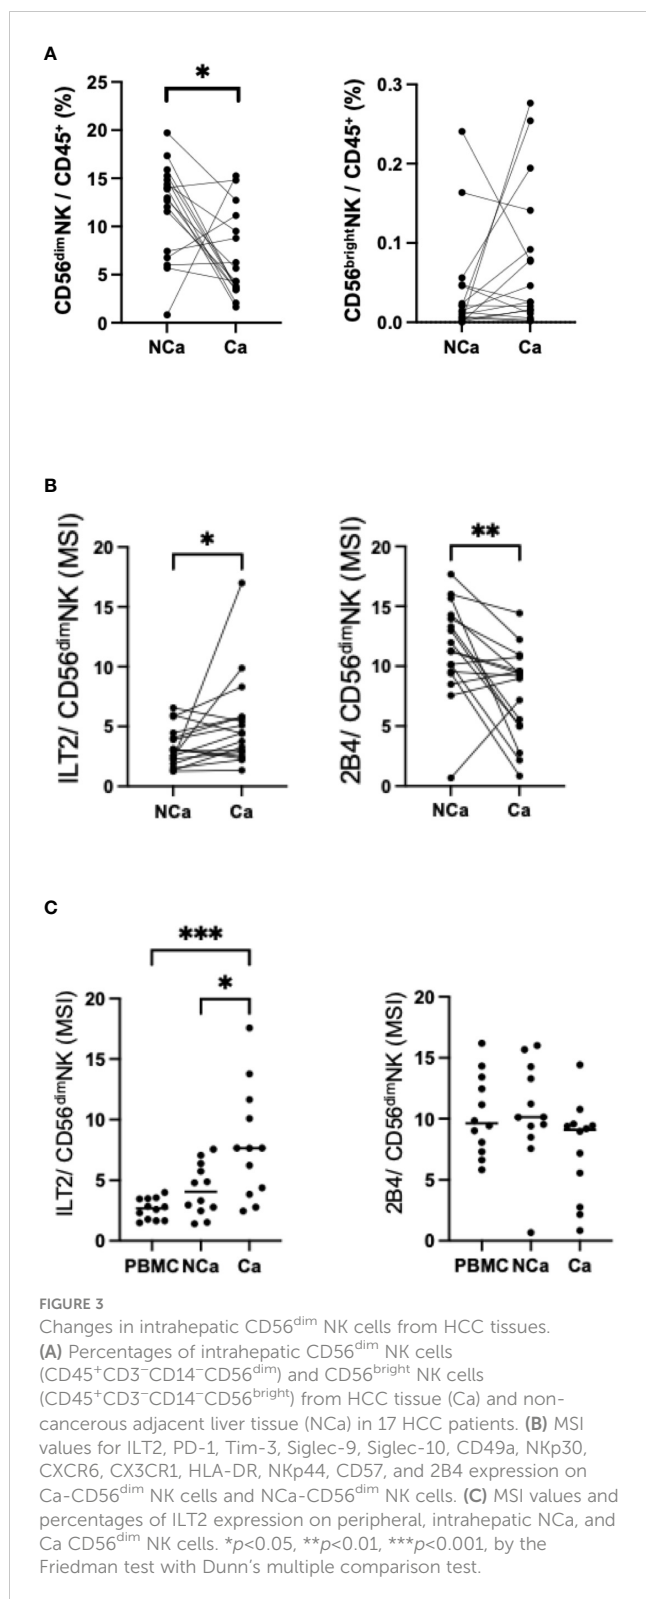 A
*
CD56dimNK / CD45+ (%)
25
20
15
10
5
0
NCa Ca
CD56brightNK / CD45+ (%)
0.3
0.2
0.1
0.0
NCa Ca
B
*
ILT2/ CD56dimNK (MSI)
20
15
10
5
0
NCa Ca
**
2B4/ CD56dimNK (MSI)
20
15
10
5
0
NCa Ca
C
***
*
ILT2/ CD56dimNK (MSI)
20
15
10
5
0
PBMC NCa Ca
2B4/ CD56dimNK (MSI)
20
15
10
5
0
PBMC NCa Ca
FIGURE 3
Changes in intrahepatic CD56dim NK cells from HCC tissues.
(A) Percentages of intrahepatic CD56dim NK cells
(CD45+CD3−CD14−CD56dim) and CD56bright NK cells
(CD45+CD3−CD14−CD56bright) from HCC tissue (Ca) and non-
cancerous adjacent liver tissue (NCa) in 17 HCC patients. (B) MSI
values for ILT2, PD-1, Tim-3, Siglec-9, Siglec-10, CD49a, NKp30,
CXCR6, CX3CR1, HLA-DR, NKp44, CD57, and 2B4 expression on
Ca-CD56dim NK cells and NCa-CD56dim NK cells. (C) MSI values and
percentages of ILT2 expression on peripheral, intrahepatic NCa, and
Ca CD56dim NK cells. *p<0.05, **p<0.01, ***p<0.001, by the
Friedman test with Dunn's multiple comparison test.